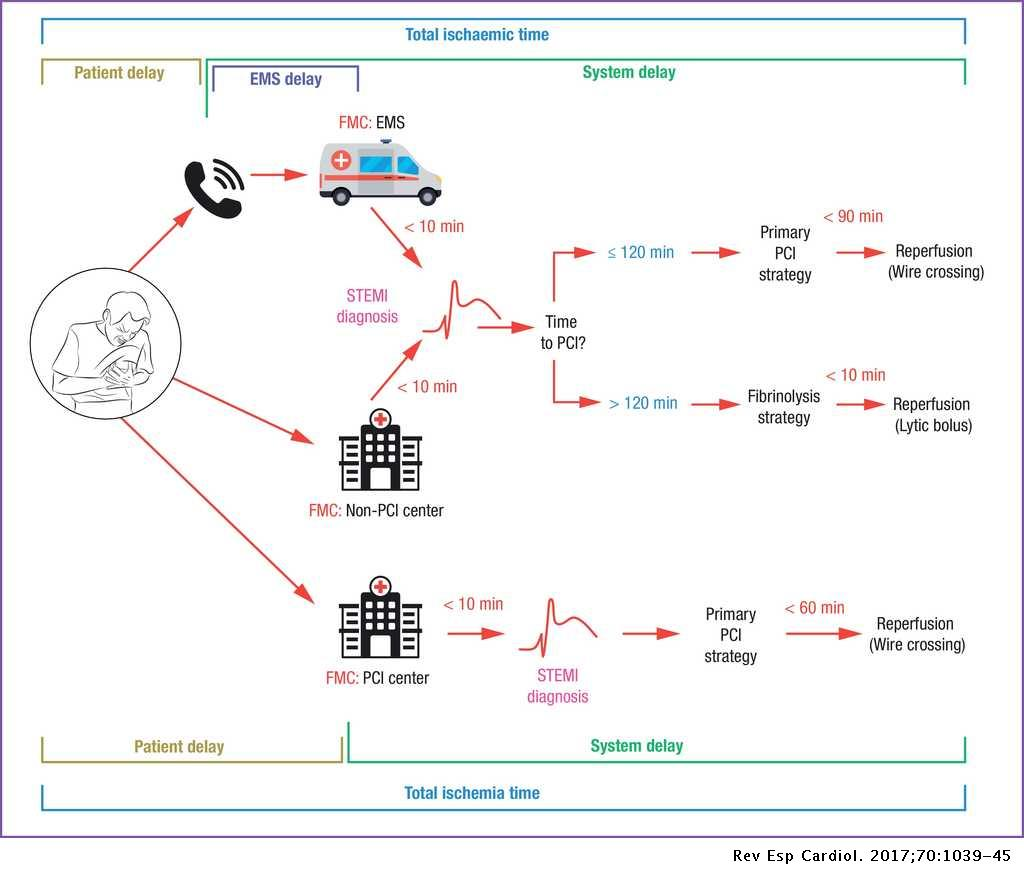 Total ischaemic time
Patient delay
EMS delay
System delay
FMC: EMS
< 10 min
STEMI
diagnosis
< 10 min
Time
to PCI?
≤ 120 min
Primary
PCI
strategy
< 90 min
Reperfusion
(Wire crossing)
> 120 min
Fibrinolysis
strategy
< 10 min
Reperfusion
(Lytic bolus)
FMC: Non-PCI center
FMC: PCI center
< 10 min
STEMI
diagnosis
Primary
PCI
strategy
< 60 min
Reperfusion
(Wire crossing)
Patient delay
System delay
Total ischemia time
Rev Esp Cardiol. 2017;70:1039–45